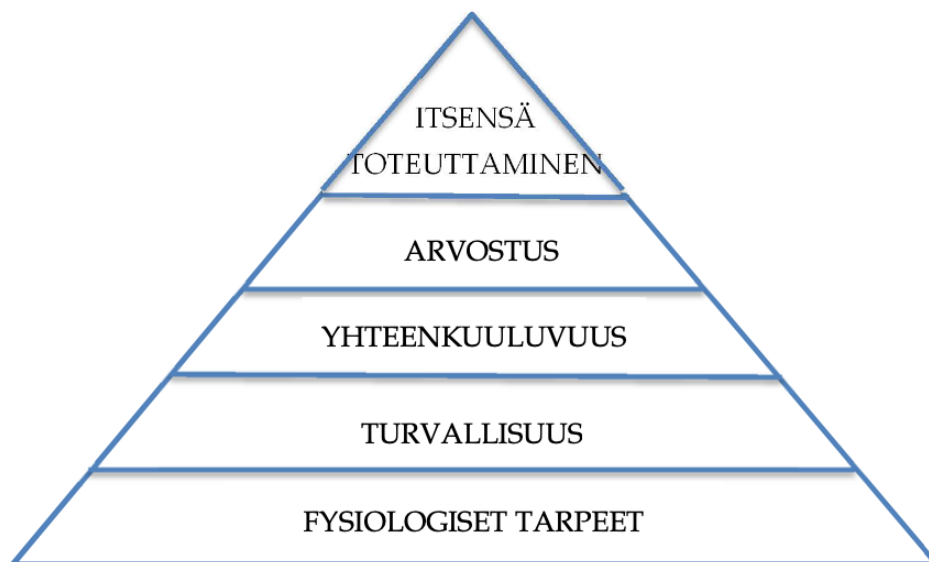 ITSENSÄ
TOTEUTTAMINEN
ARVOSTUS
YHTEENKUULUVUUS
TURVALLISUUS
FYSIOLOGISET TARPEET